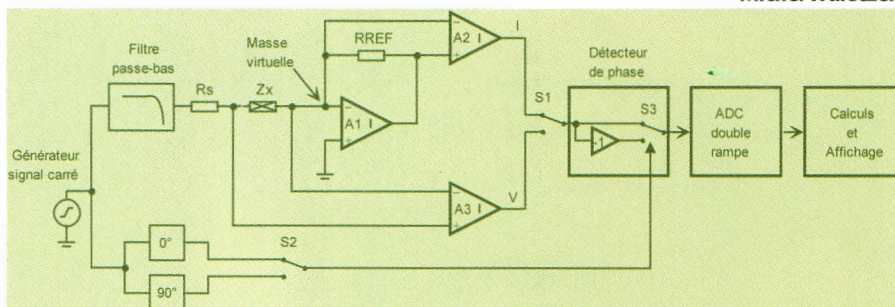 Filtre
passe-bas
Rs
Zx
Masse
virtuelle
RREF
A1
A2
I
Générateur
signal carré
0°
90°
S2
A3
V
S1
Détecteur
de phase
-1
S3
ADC
double
rampe
Calculs
et
Affichage